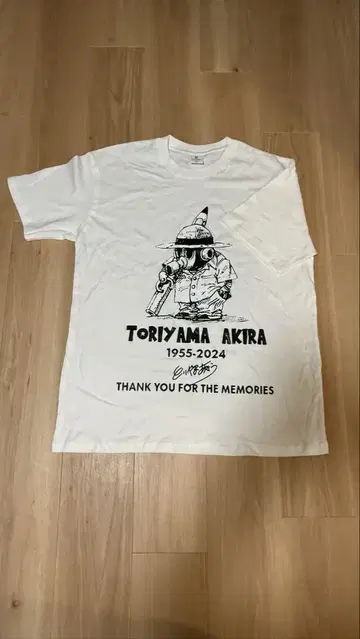 TORIYAMA AKIRA
1955-2024
THANK YOU FOR THE MEMORIES